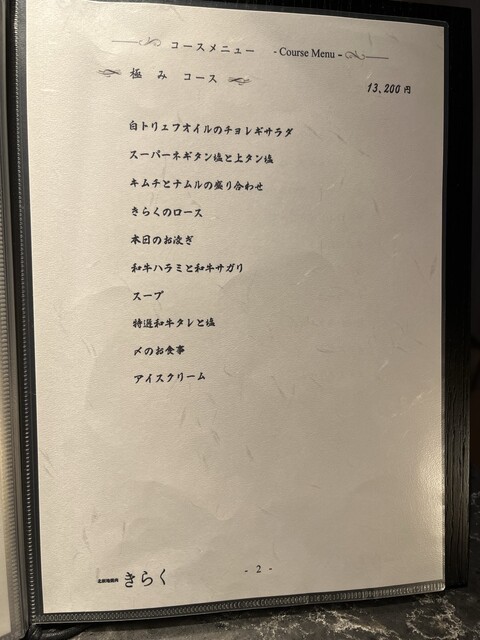 コースメニュー - Course Menu -
極み コース
13,200 円
白トリュフオイルのチョレギサラダ
スーパーネギタン塩と上タン塩
キムチとナムルの盛り合わせ
きらくのロース
本日のお凌ぎ
和牛ハラミと和牛サガリ
スープ
特選和牛タレと塩
〆のお食事
アイスクリーム
きらく
- 2 -